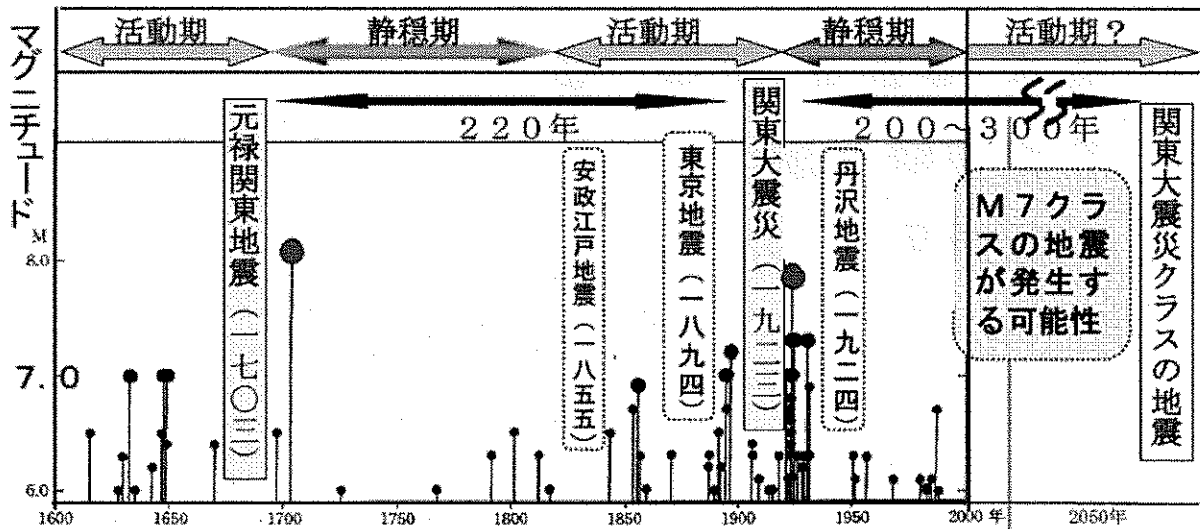 活動期
静穏期
活動期
静穏期
活動期？
マグニチュード
M
220年
200～300年
元禄関東地震（一七〇三）
安政江戸地震（一八五五）
東京地震（一八九四）
関東大震災（一九二三）
丹沢地震（一九二四）
M7クラ
スの地震
が発生す
る可能性
関東大震災クラスの地震
8.0
7.0
6.0
1600
1650
1700
1750
1800
1850
1900
1950
2000 年
2050年